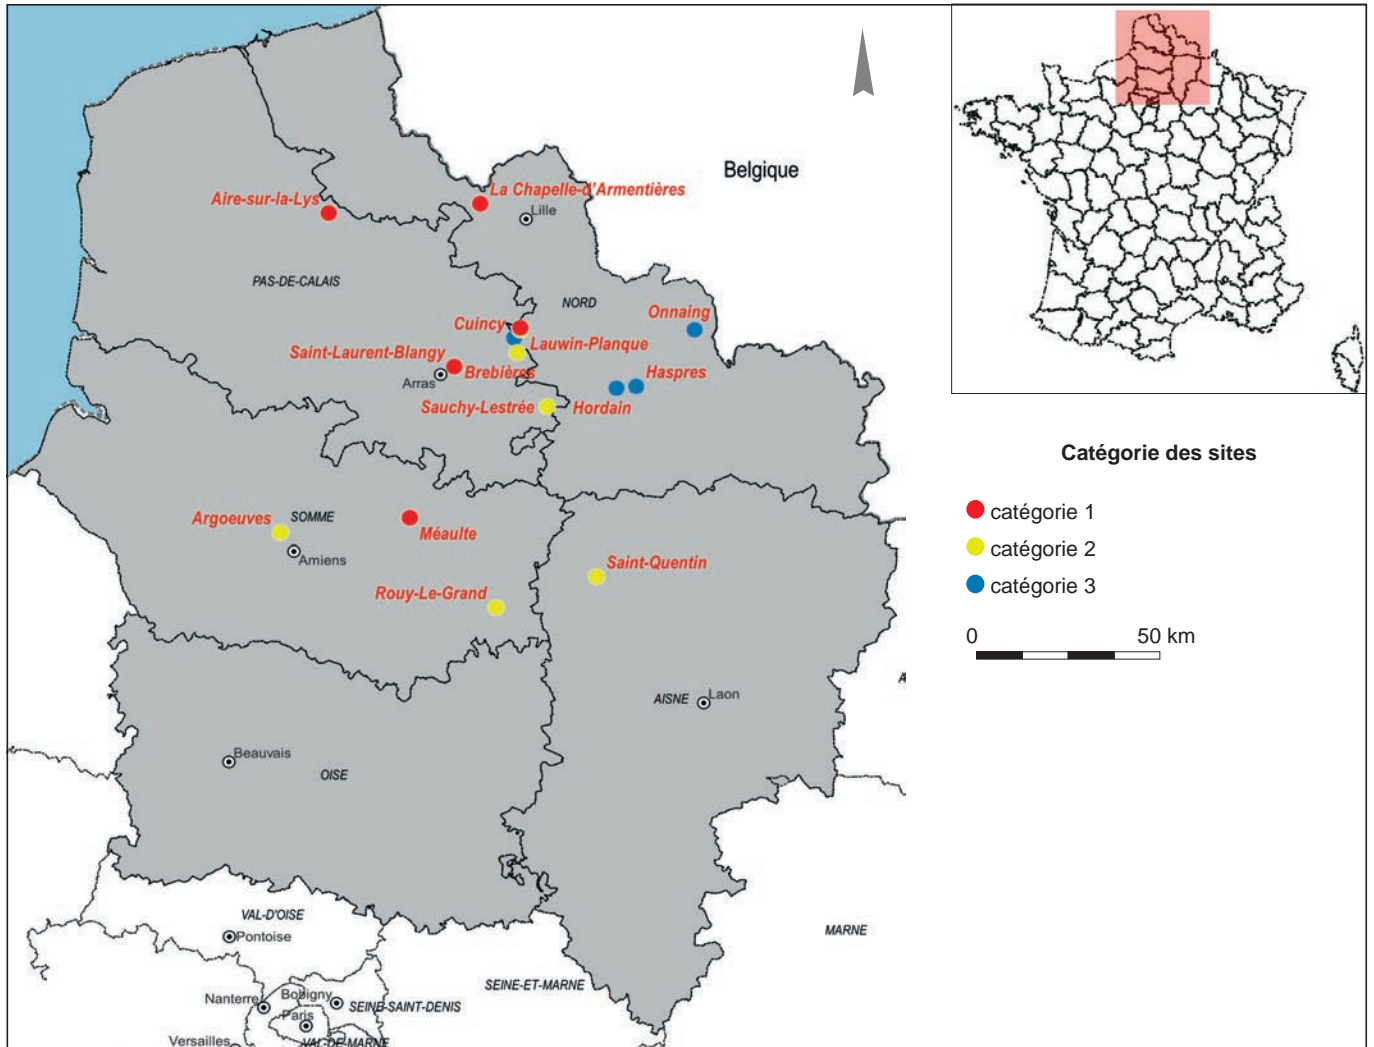 Belgique
La Chapelle-d'Armentières
Aire-sur-la-Lys
Lille
PAS-DE-CALAIS
NORD
Onnaing
Cuincy
Lauwin-Planque
Saint-Laurent-Blangy
Brebières
Haspres
Arras
Sauchy-Lestrée
Hordain
Argoeuves
SOMME
Méaulte
Amiens
Saint-Quentin
Rouy-Le-Grand
AISNE
Laon
Beauvais
OISE
VAL-D'OISE
Pontoise
MARNE
SEINE-ET-MARNE
Nanterre
Bobigny
SEINE-SAINT-DENIS
Paris
Versailles
VAL-DE-MARNE
Catégorie des sites
catégorie 1
catégorie 2
catégorie 3
0 50 km